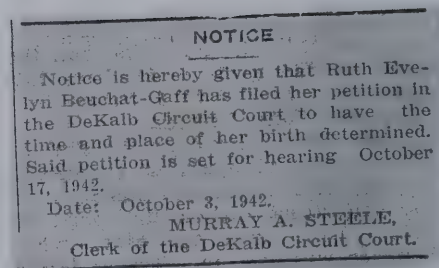 NOTICE
Notice is hereby given that Ruth Eve-
lyn Beuchat-Gaff has filed her petition in
the DeKalb Circuit Court to have the
time and place of her birth determined.
Said petition is set for hearing October
17, 1942.
Date: October 3, 1942.
MURRAY A. STEELE,
Clerk of the DeKalb Circuit Court.